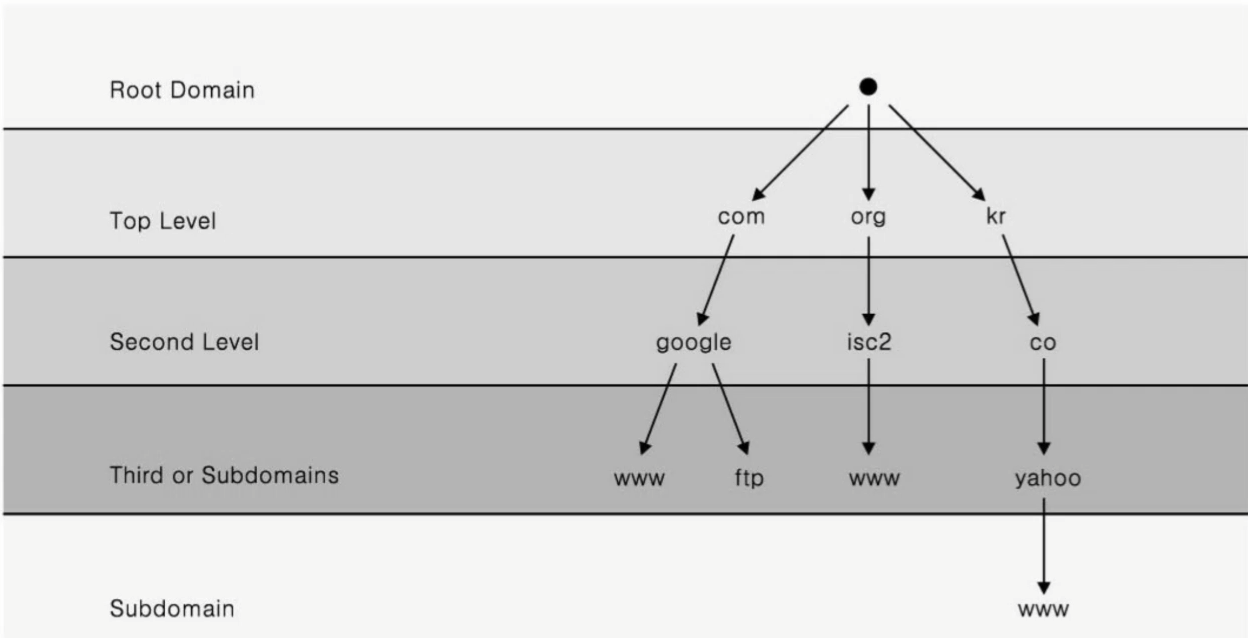 Root Domain
Top Level
com
org
kr
Second Level
google
isc2
co
Third or Subdomains
www
ftp
www
yahoo
Subdomain
www